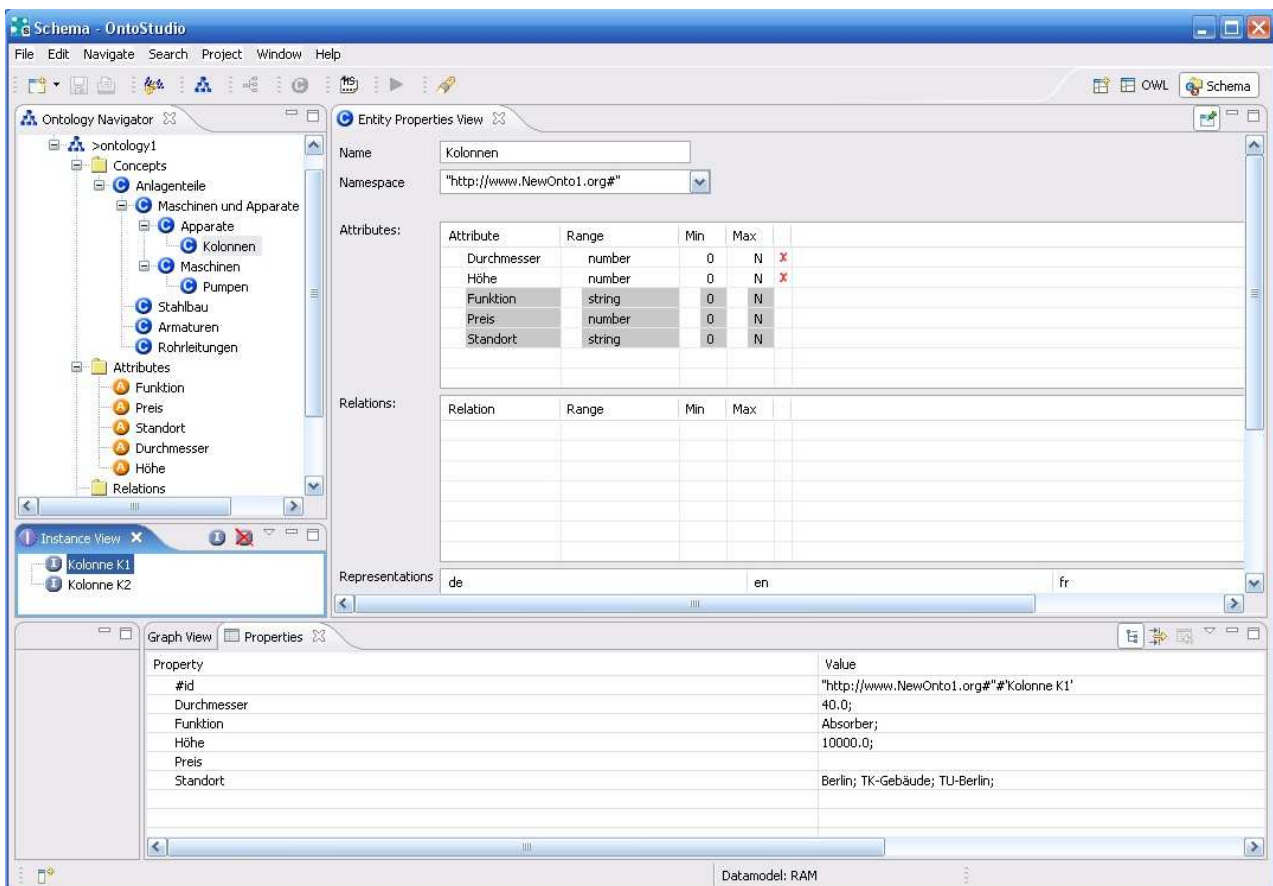 Schema - OntoStudio
File Edit Navigate Search Project Window Help
OWL Schema
Ontology Navigator
>ontology1
Concepts
Anlagenteile
Maschinen und Apparate
Apparate
Kolonnen
Maschinen
Pumpen
Stahlbau
Armaturen
Rohrleitungen
Attributes
Funktion
Preis
Standort
Durchmesser
Höhe
Relations
Instance View
Kolonne K1
Kolonne K2
Entity Properties View
Name Kolonnen
Namespace "http://www.NewOnto1.org#"
Attributes:
Attribute Range Min Max
Durchmesser number 0 N
Höhe number 0 N
Funktion string 0 N
Preis number 0 N
Standort string 0 N
Relations:
Relation Range Min Max
Representations de en fr
Graph View Properties
Property Value
#id "http://www.NewOnto1.org#"#'Kolonne K1'
Durchmesser 40.0;
Funktion Absorber;
Höhe 10000.0;
Preis
Standort Berlin; TK-Gebäude; TU-Berlin;
Datamodel: RAM